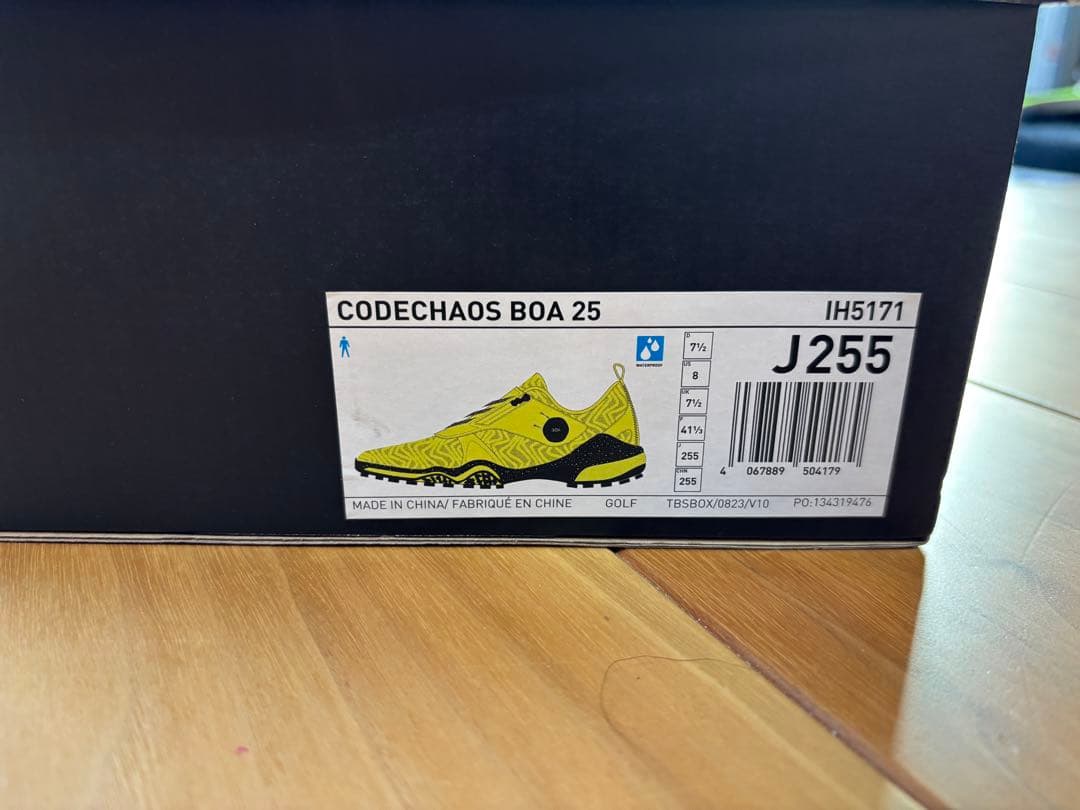 CODECHAOS BOA 25 IH5171
J255
WATERPROOF
D 7½
US 8
UK 7½
F 41⅓
J 255
CHN 255
4 067889 504179
MADE IN CHINA/ FABRIQUÉ EN CHINE GOLF TBSBOX/0823/V10 PO:134319476